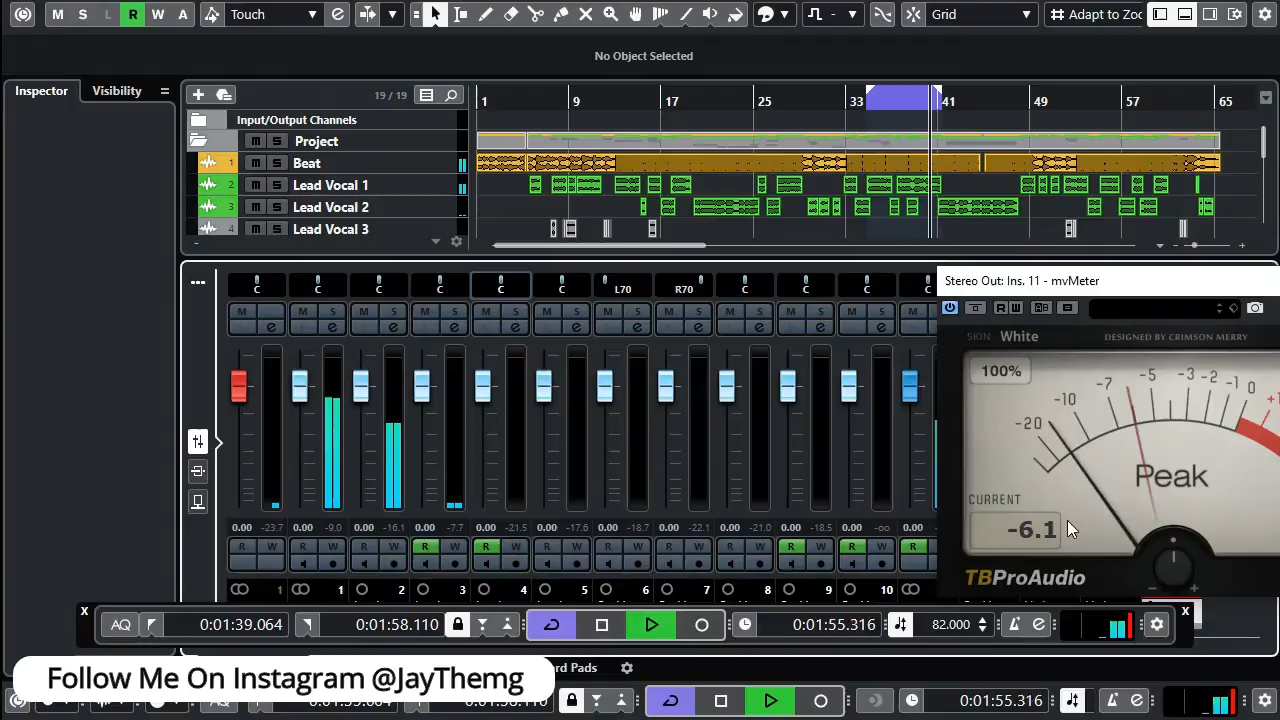 M S L R W A Touch Grid Adapt to Zoo
No Object Selected
Inspector Visibility
19 / 19 1 9 17 25 33 41 49 57 65
Input/Output Channels
m S Project
1 m S Beat
2 m S Lead Vocal 1
3 m S Lead Vocal 2
4 m S Lead Vocal 3
C C C C C C L70 R70 C C C
Stereo Out: Ins. 11 - mvMeter
M S M S M S M S M S M S M S M S M S M S M S
SKIN White DESIGNED BY CRIMSON MERRY
100%
-20 -10 -7 -5 -3 -2 -1 0 +1
Peak
CURRENT
-6.1
TBProAudio
0.00 -23.7 0.00 -9.0 0.00 -16.1 0.00 -7.7 0.00 -21.5 0.00 -17.6 0.00 -18.7 0.00 -22.1 0.00 -21.0 0.00 -18.5 0.00 -oo 0.00
R W R W R W R W R W R W R W R W R W R W R W R
1 1 2 3 4 5 6 7 8 9 10
X AQ 0:01:39.064 0:01:58.110 0:01:55.316 82.000 X
Follow Me On Instagram @JayThemg
rd Pads
0:01:55.316